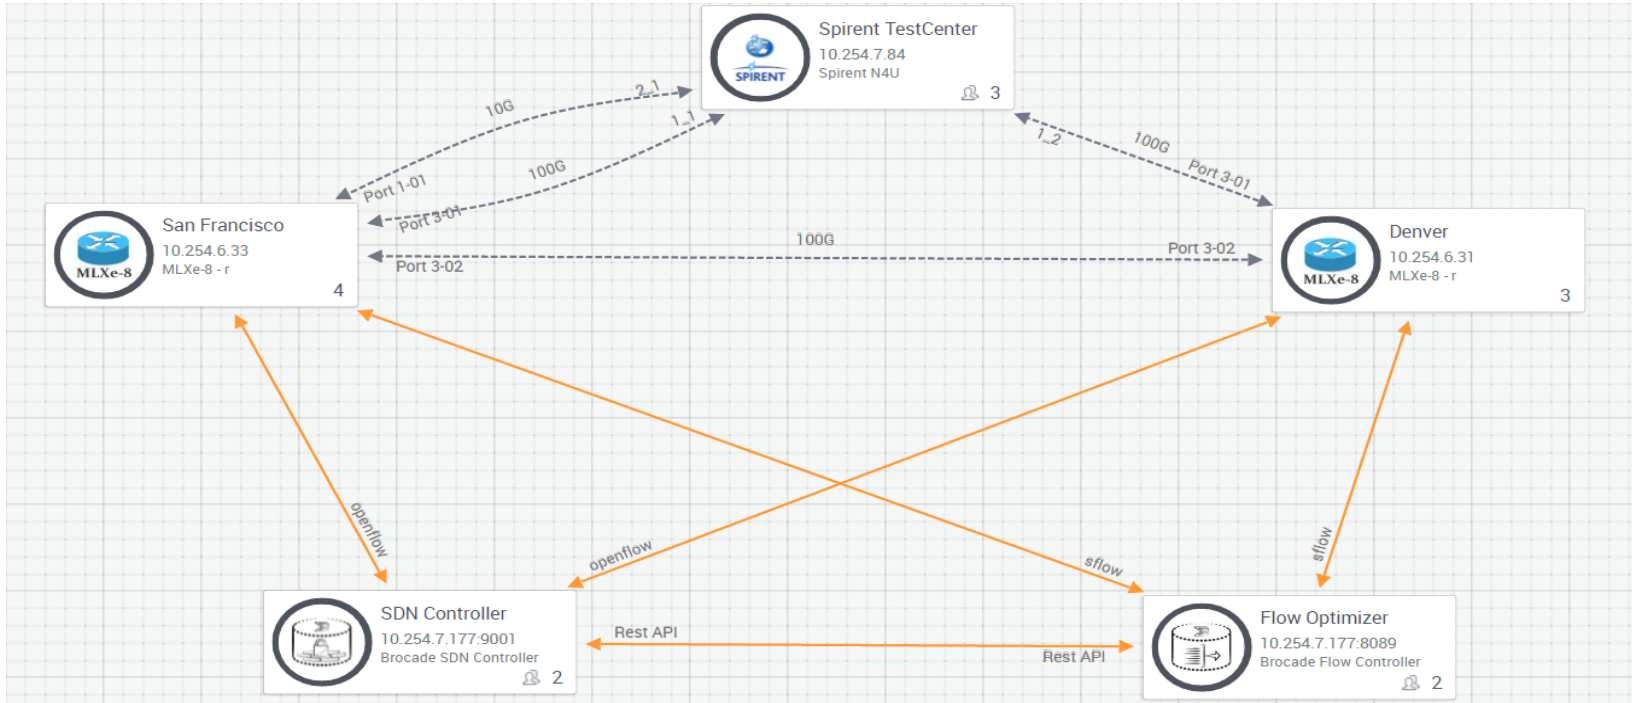 Spirent TestCenter
10.254.7.84
Spirent N4U
SPIRENT
3
10G
2_1
1_1
100G
Port 1-01
Port 3-01
1_2
100G
Port 3-01
San Francisco
10.254.6.33
MLXe-8 - r
MLXe-8
4
100G
Port 3-02
Port 3-02
Denver
10.254.6.31
MLXe-8 - r
MLXe-8
3
openflow
openflow
sflow
sflow
SDN Controller
10.254.7.177:9001
Brocade SDN Controller
2
Rest API
Rest API
Flow Optimizer
10.254.7.177:8089
Brocade Flow Controller
2